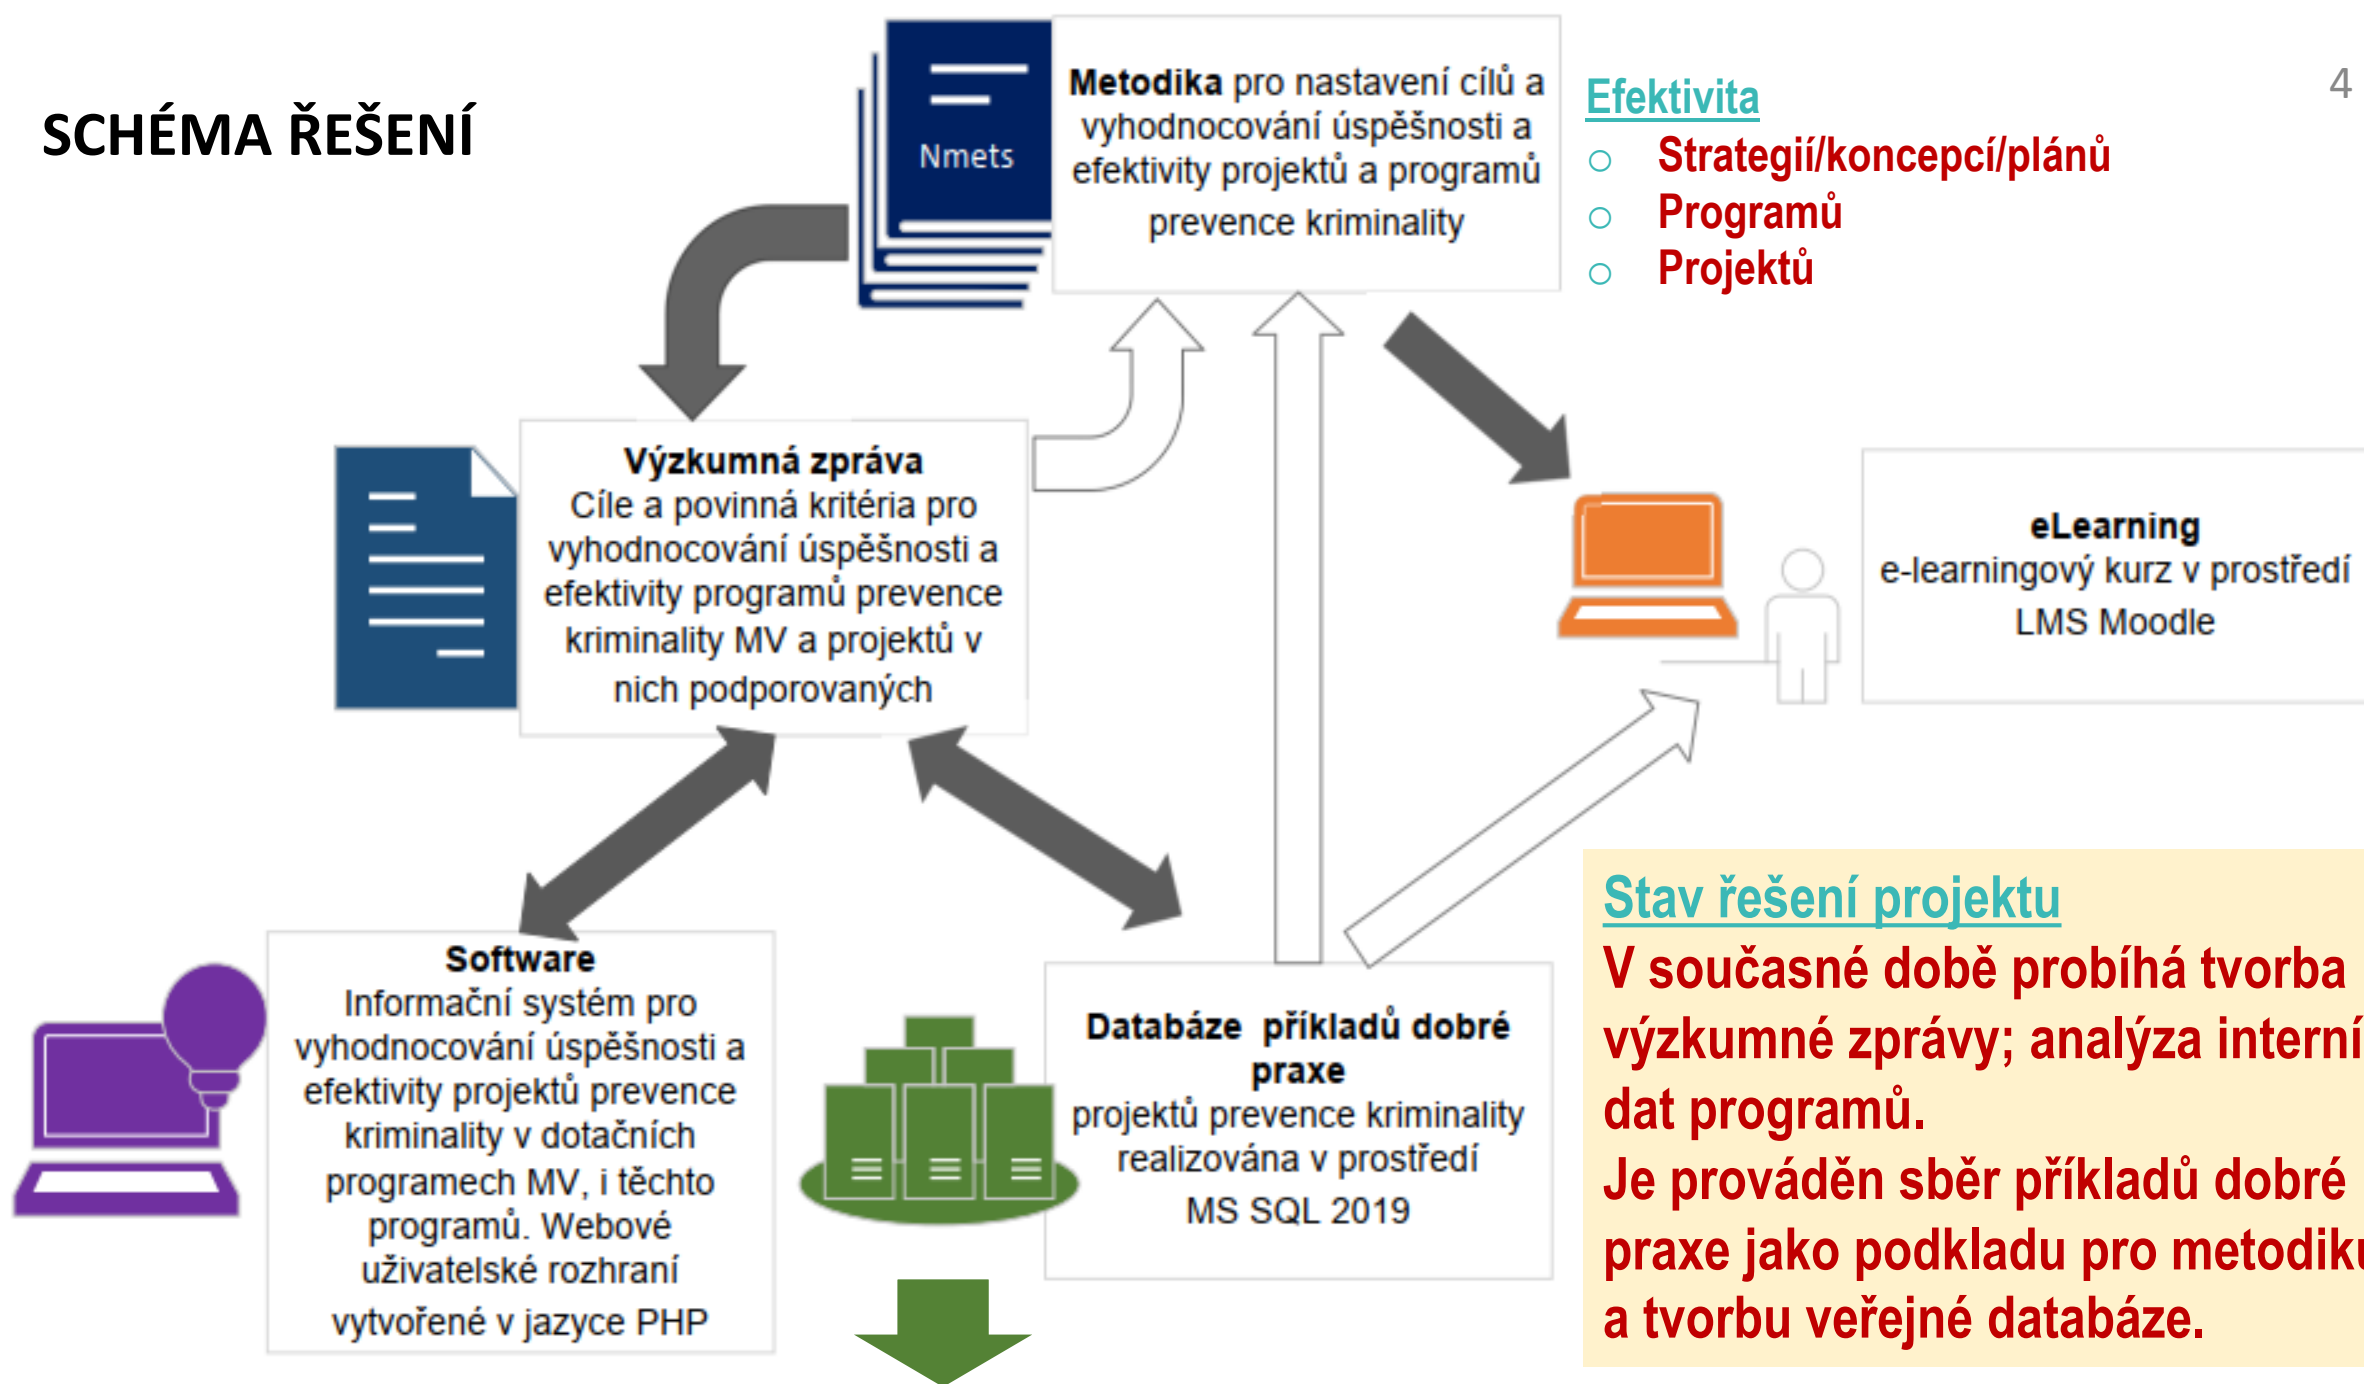 SCHÉMA ŘEŠENÍ
Nmets
Metodika pro nastavení cílů a
vyhodnocování úspěšnosti a
efektivity projektů a programů
prevence kriminality
Efektivita
○ Strategií/koncepcí/plánů
○ Programů
○ Projektů
4
Výzkumná zpráva
Cíle a povinná kritéria pro
vyhodnocování úspěšnosti a
efektivity programů prevence
kriminality MV a projektů v
nich podporovaných
eLearning
e-learningový kurz v prostředí
LMS Moodle
Software
Informační systém pro
vyhodnocování úspěšnosti a
efektivity projektů prevence
kriminality v dotačních
programech MV, i těchto
programů. Webové
uživatelské rozhraní
vytvořené v jazyce PHP
Databáze příkladů dobré
praxe
projektů prevence kriminality
realizována v prostředí
MS SQL 2019
Stav řešení projektu
V současné době probíhá tvorba
výzkumné zprávy; analýza interní
dat programů.
Je prováděn sběr příkladů dobré
praxe jako podkladu pro metodiku
a tvorbu veřejné databáze.